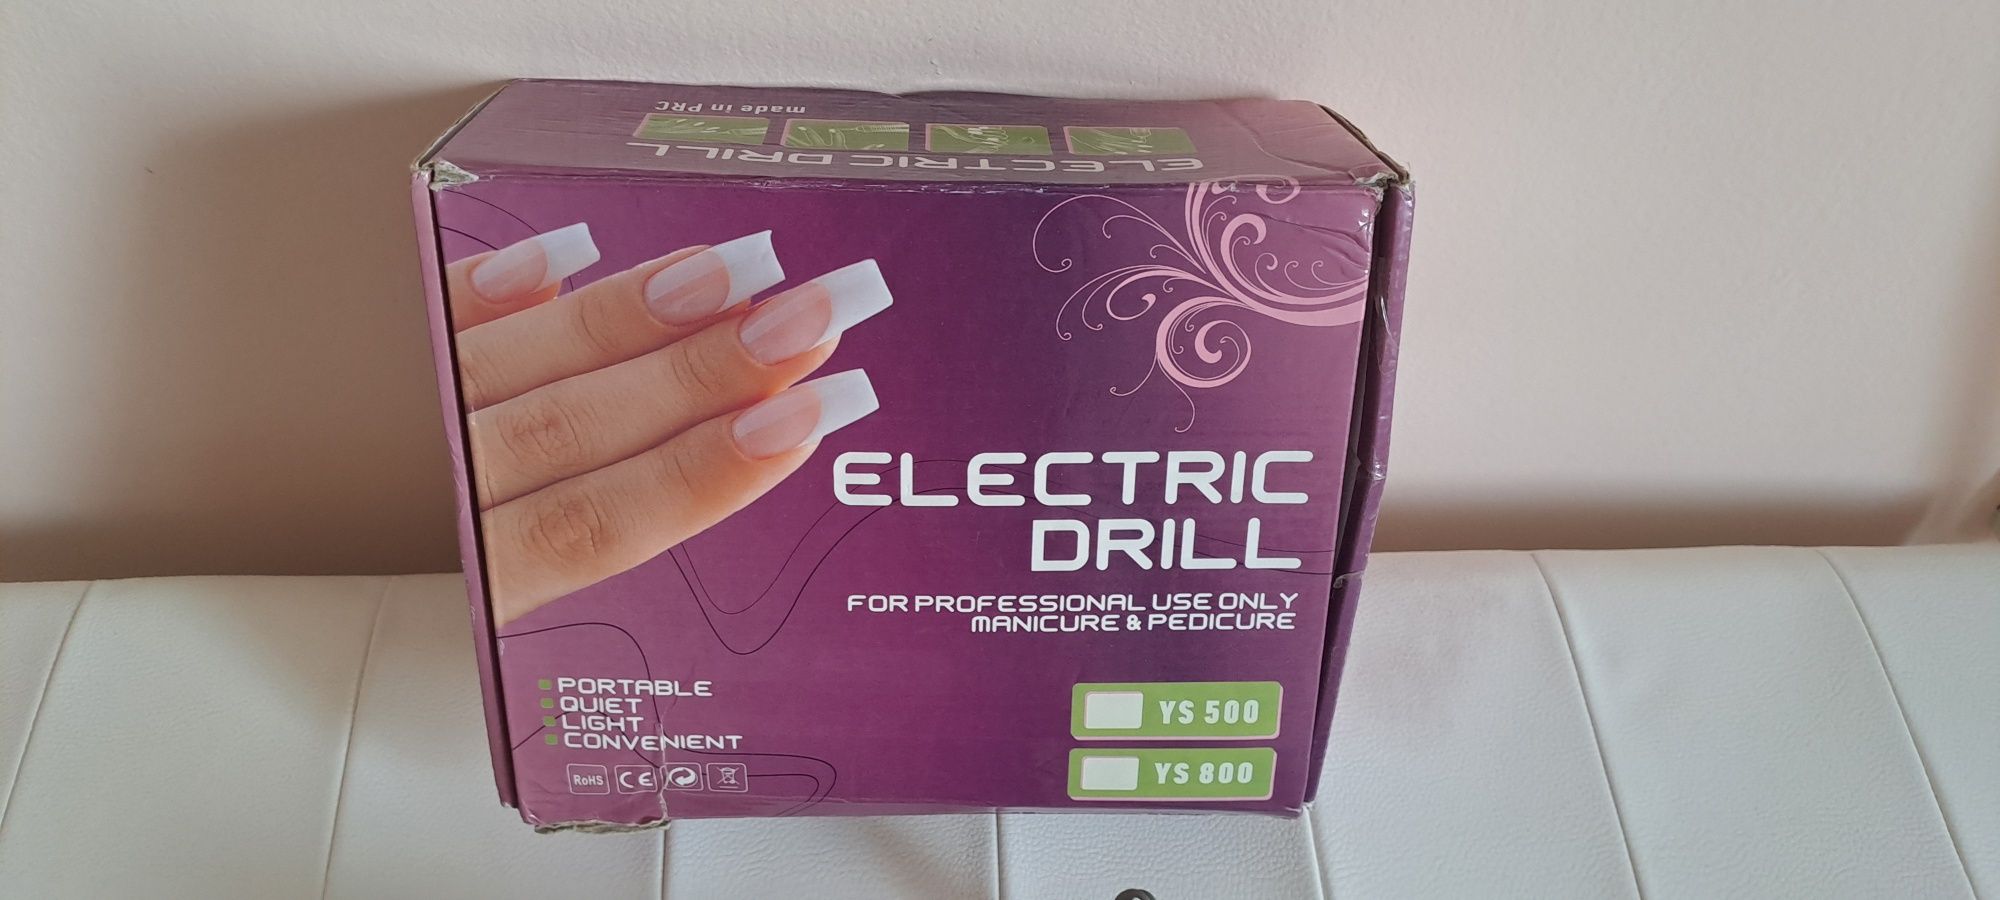 made in PRC
ELECTRIC DRILL
ELECTRIC
DRILL
FOR PROFESSIONAL USE ONLY
MANICURE & PEDICURE
PORTABLE
QUIET
LIGHT
CONVENIENT
RoHS
CE
YS 500
YS 800